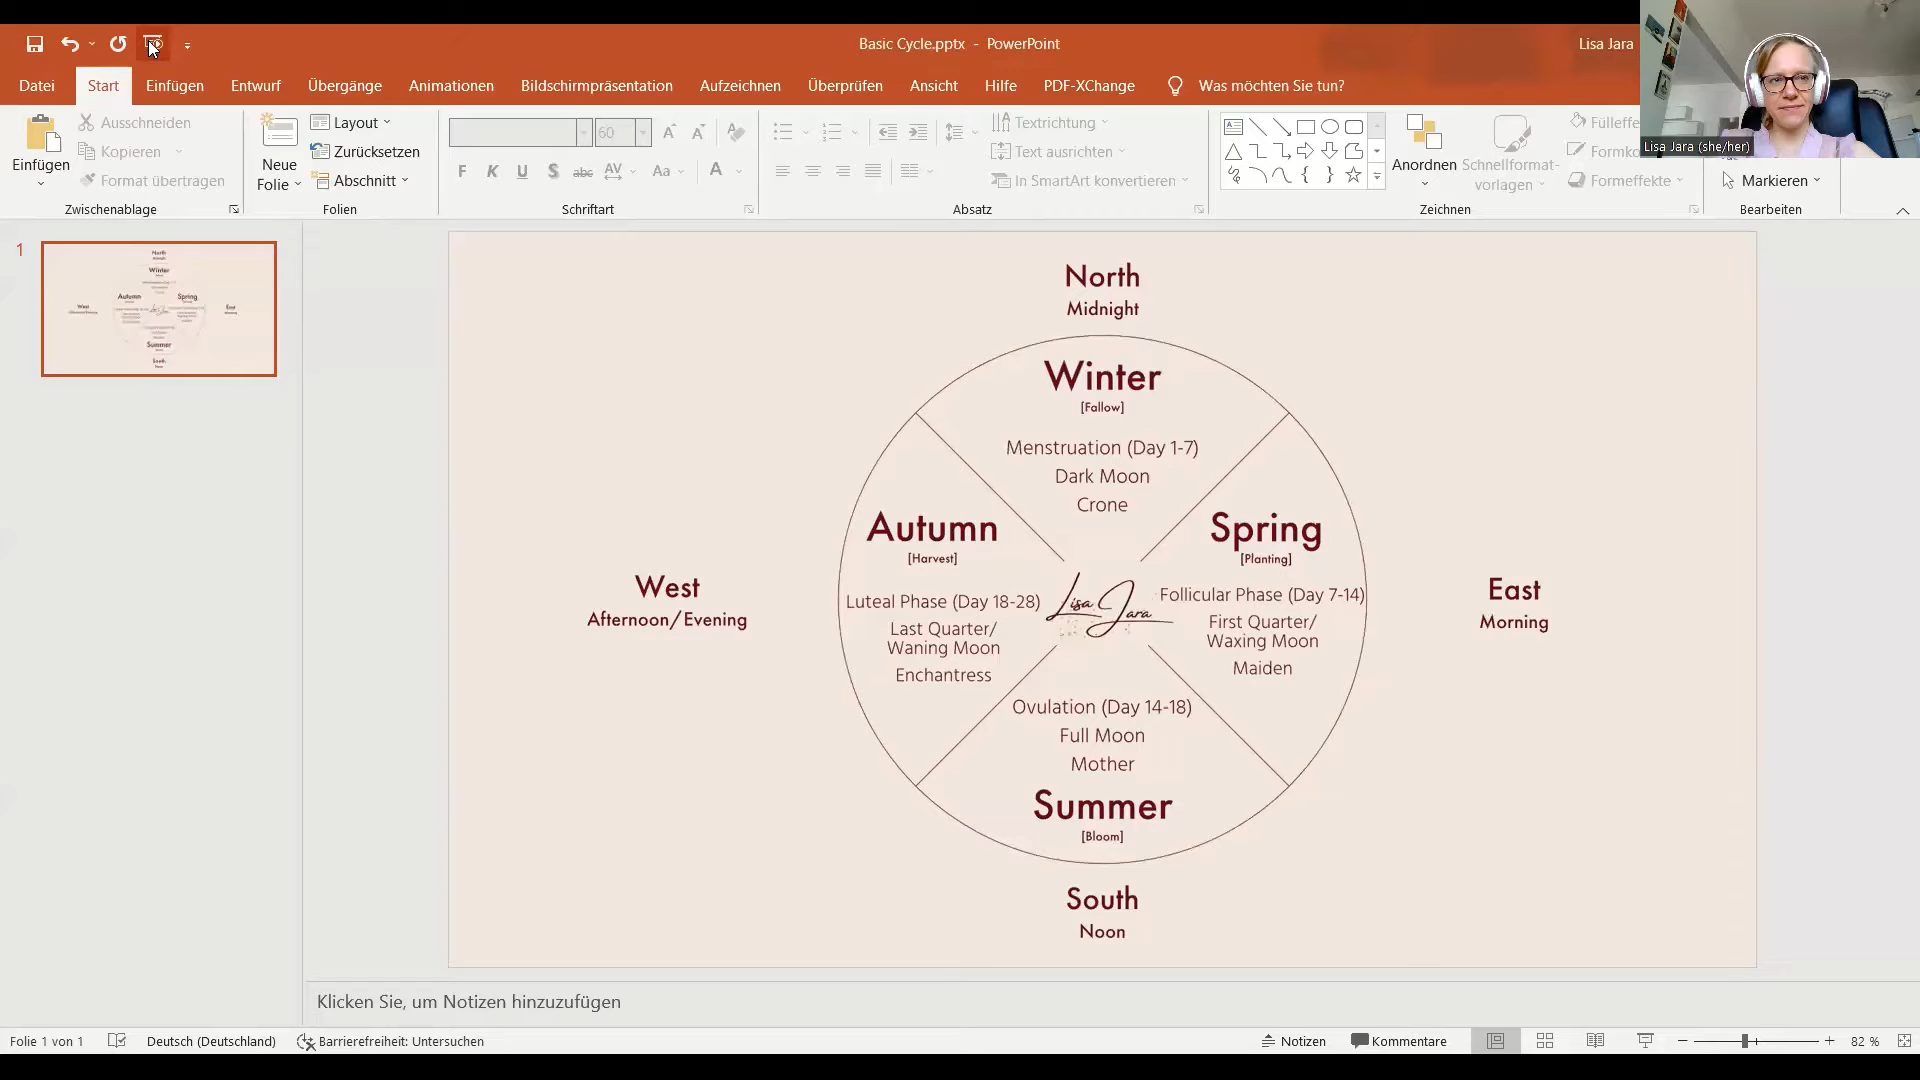 Basic Cycle.pptx - PowerPoint
Lisa Jara
Datei Start Einfügen Entwurf Übergänge Animationen Bildschirmpräsentation Aufzeichnen Überprüfen Ansicht Hilfe PDF-XChange Was möchten Sie tun?
Einfügen
Ausschneiden
Kopieren
Format übertragen
Zwischenablage
Neue
Folie
Layout
Zurücksetzen
Abschnitt
Folien
60
F K U S abc AV Aa A
Schriftart
Textrichtung
Text ausrichten
In SmartArt konvertieren
Absatz
Anordnen
Schnellformat-
vorlagen
Formeffekte
Zeichnen
Markieren
Bearbeiten
Lisa Jara (she/her)
1
North
Midnight
Winter
[Fallow]
Menstruation (Day 1-7)
Dark Moon
Crone
Autumn
[Harvest]
Luteal Phase (Day 18-28)
Last Quarter/
Waning Moon
Enchantress
Lisa Jara
Spring
[Planting]
Follicular Phase (Day 7-14)
First Quarter/
Waxing Moon
Maiden
West
Afternoon/Evening
East
Morning
Ovulation (Day 14-18)
Full Moon
Mother
Summer
[Bloom]
South
Noon
Klicken Sie, um Notizen hinzuzufügen
Folie 1 von 1 Deutsch (Deutschland) Barrierefreiheit: Untersuchen Notizen Kommentare 82 %